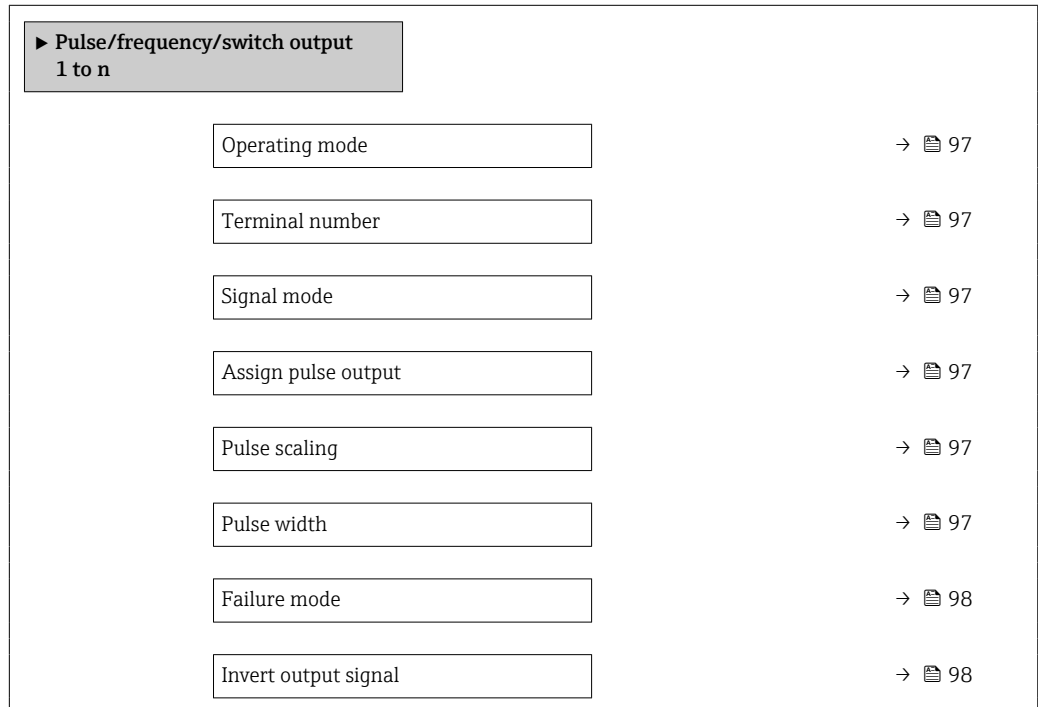 ▶ Pulse/frequency/switch output
1 to n
Operating mode → 97
Terminal number → 97
Signal mode → 97
Assign pulse output → 97
Pulse scaling → 97
Pulse width → 97
Failure mode → 98
Invert output signal → 98